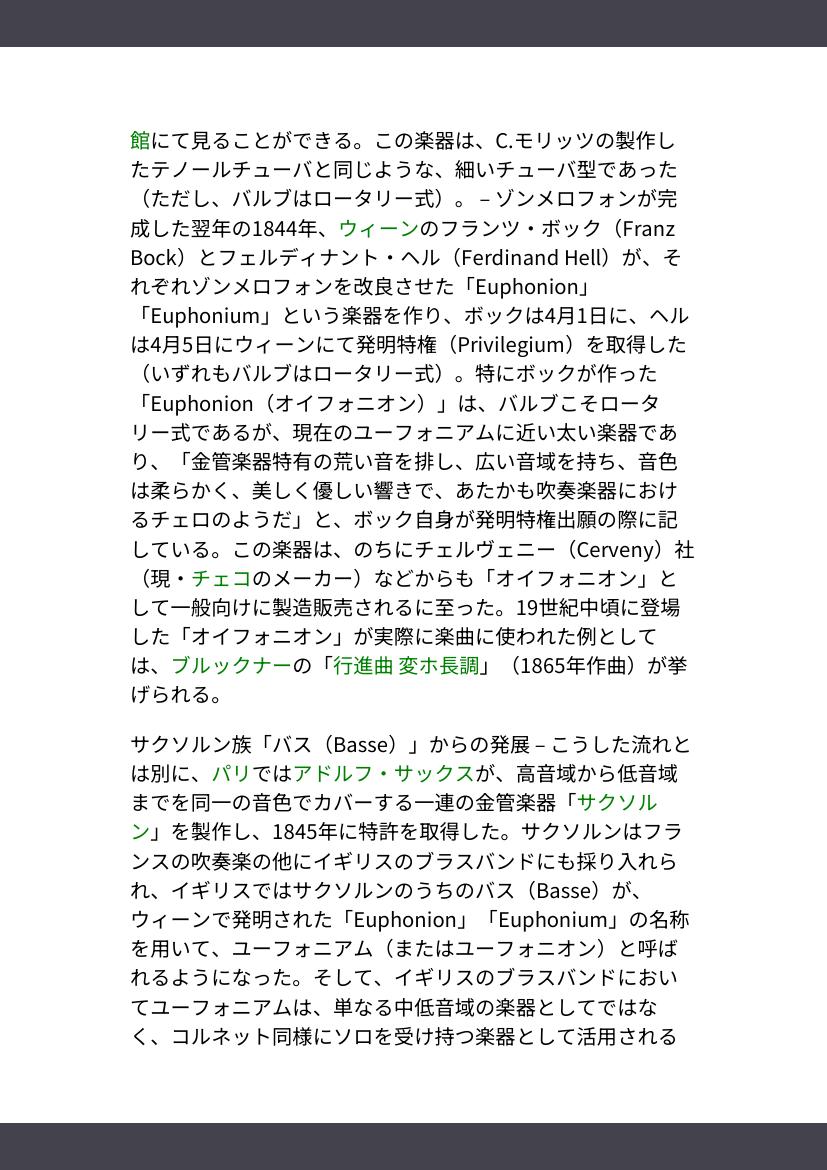 館にて見ることができる。この楽器は、C.モリッツの製作し
たテノールチューバと同じような、細いチューバ型であった
（ただし、バルブはロータリー式）。 – ゾンメロフォンが完
成した翌年の1844年、ウィーンのフランツ・ボック（Franz
Bock）とフェルディナント・ヘル（Ferdinand Hell）が、そ
れぞれゾンメロフォンを改良させた「Euphonion」
「Euphonium」という楽器を作り、ボックは4月1日に、ヘル
は4月5日にウィーンにて発明特権（Privilegium）を取得した
（いずれもバルブはロータリー式）。特にボックが作った
「Euphonion（オイフォニオン）」は、バルブこそロータ
リー式であるが、現在のユーフォニアムに近い太い楽器であ
り、「金管楽器特有の荒い音を排し、広い音域を持ち、音色
は柔らかく、美しく優しい響きで、あたかも吹奏楽器におけ
るチェロのようだ」と、ボック自身が発明特権出願の際に記
している。この楽器は、のちにチェルヴェニー（Cerveny）社
（現・チェコのメーカー）などからも「オイフォニオン」と
して一般向けに製造販売されるに至った。19世紀中頃に登場
した「オイフォニオン」が実際に楽曲に使われた例として
は、ブルックナーの「行進曲 変ホ長調」（1865年作曲）が挙
げられる。
サクソルン族「バス（Basse）」からの発展 – こうした流れと
は別に、パリではアドルフ・サックスが、高音域から低音域
までを同一の音色でカバーする一連の金管楽器「サクソル
ン」を製作し、1845年に特許を取得した。サクソルンはフラ
ンスの吹奏楽の他にイギリスのブラスバンドにも採り入れら
れ、イギリスではサクソルンのうちのバス（Basse）が、
ウィーンで発明された「Euphonion」「Euphonium」の名称
を用いて、ユーフォニアム（またはユーフォニオン）と呼ば
れるようになった。そして、イギリスのブラスバンドにおい
てユーフォニアムは、単なる中低音域の楽器としてではな
く、コルネット同様にソロを受け持つ楽器として活用される